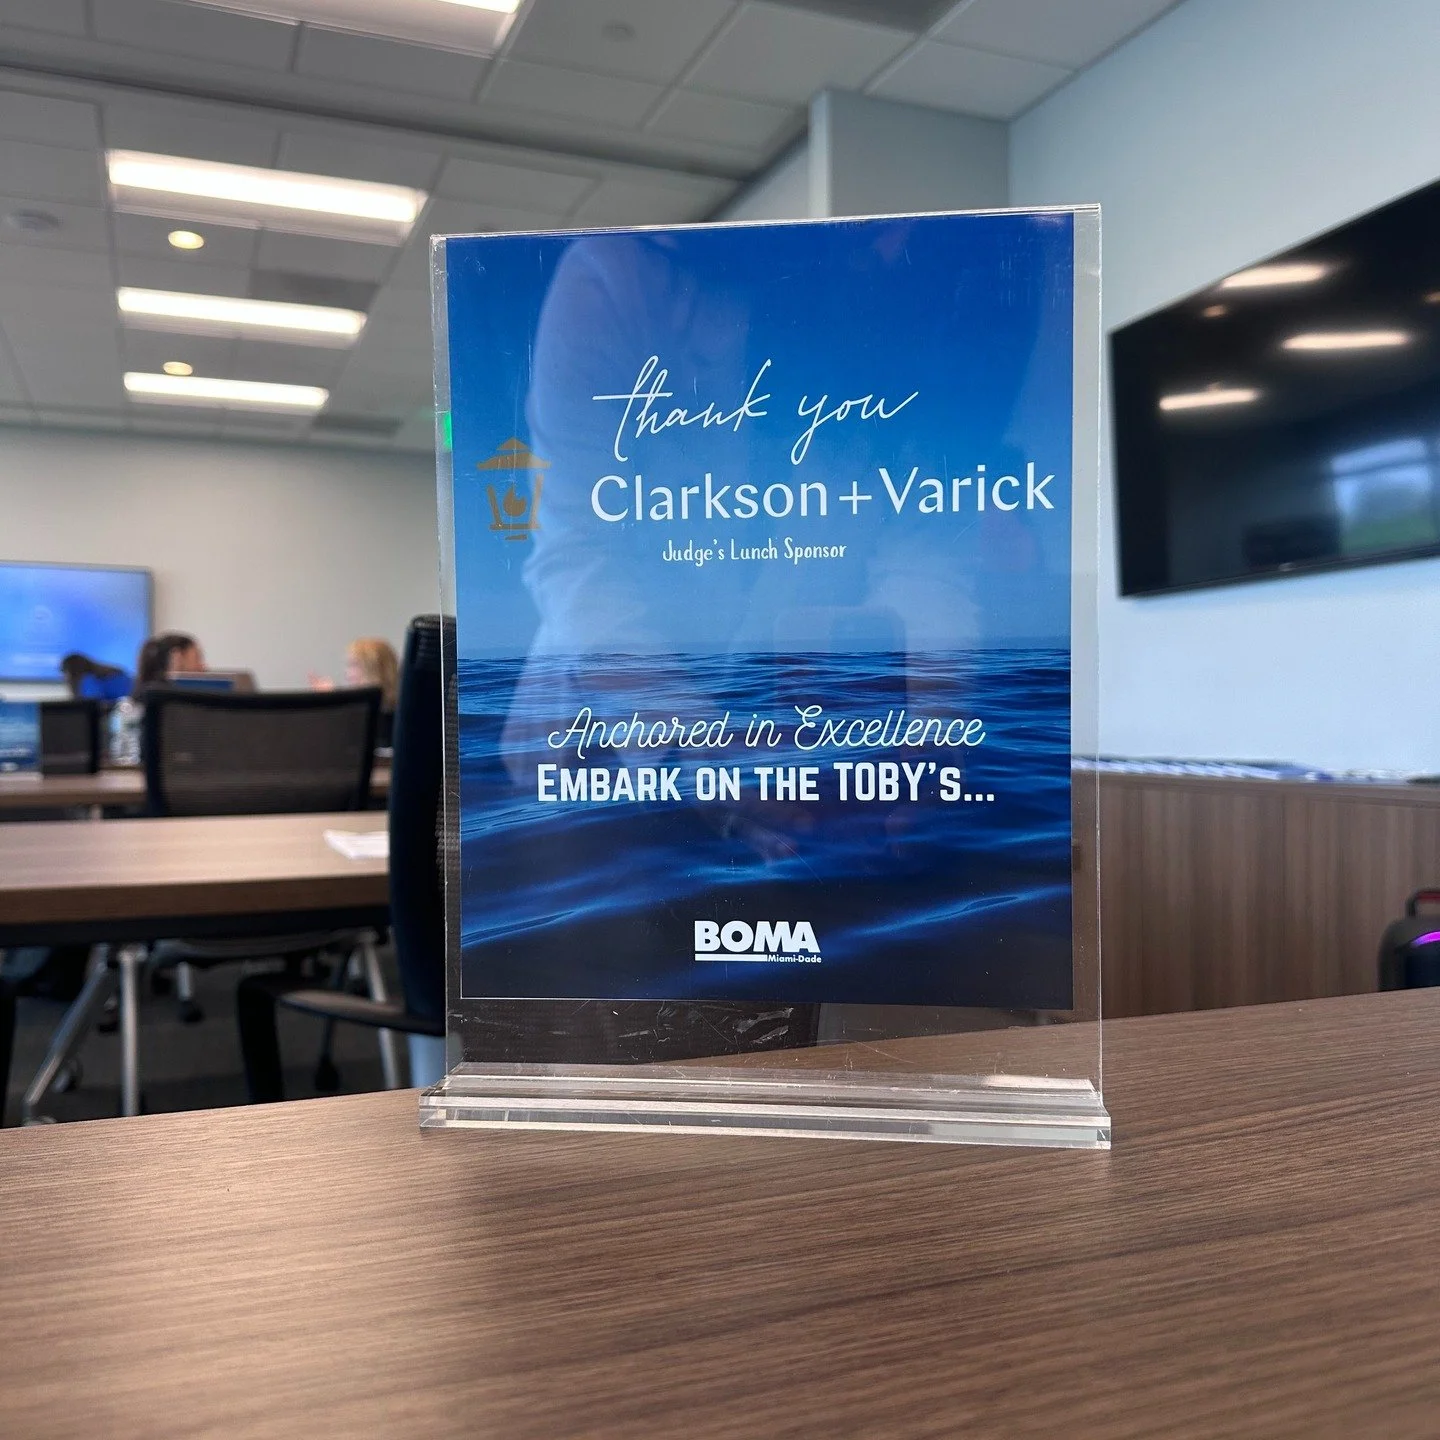 thank you
Clarkson+Varick
Judge's Lunch Sponsor
Anchored in Excellence
EMBARK ON THE TOBY'S...
BOMA
Miami-Dade